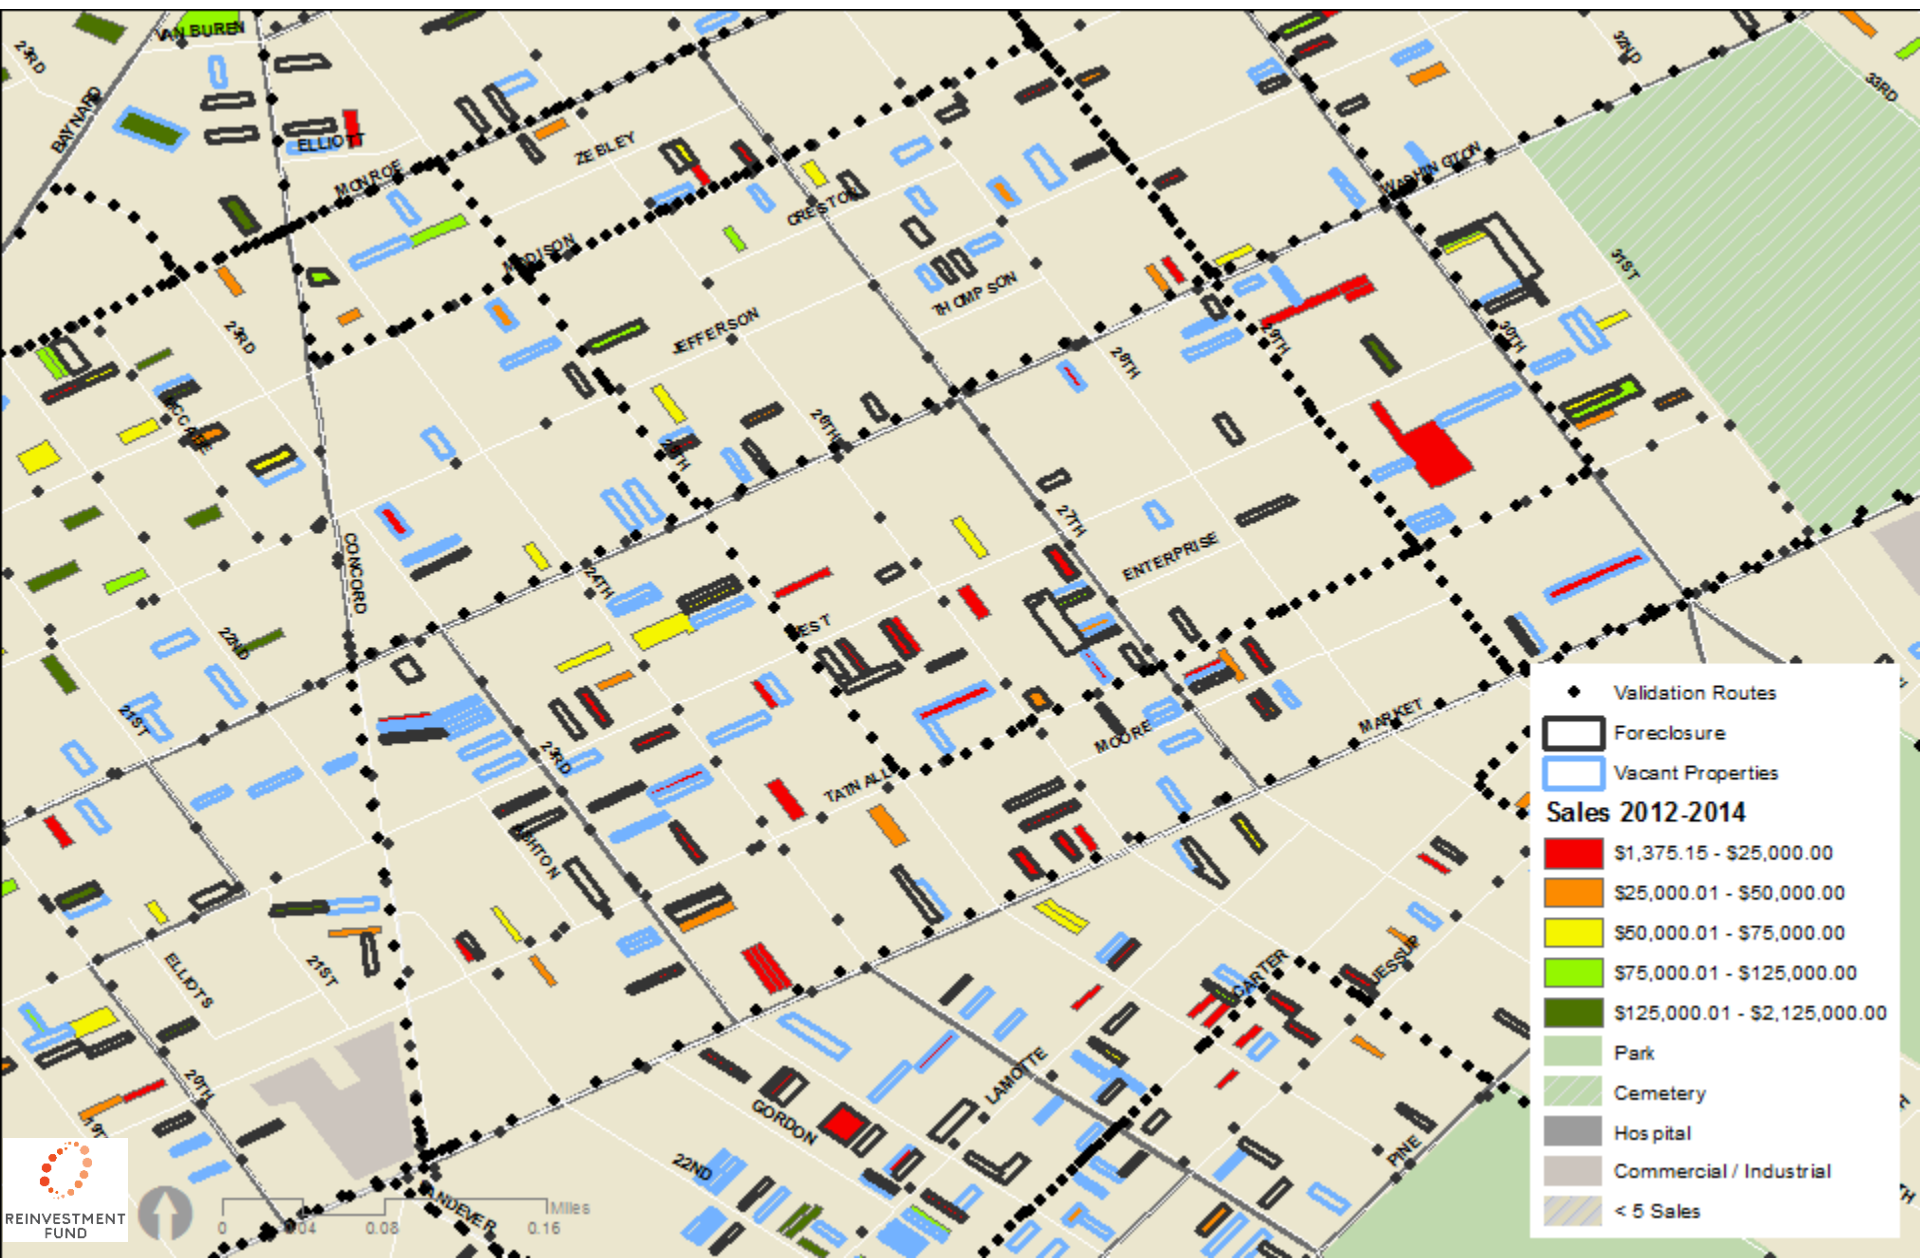 VAN BUREN
23RD
BAYNARD
ELLIOTT
MONROE
ZEBLEY
32ND
33RD
WASHINGTON
CRESTON
MADISON
THOMPSON
31ST
JEFFERSON
23RD
28TH
29TH
30TH
MCCABE
26TH
25TH
27TH
ENTERPRISE
CONCORD
24TH
WEST
22ND
21ST
23RD
MOORE
MARKET
TATNALL
ELLIOTS
21ST
CARTER
JESSUP
LAMOTTE
GORDON
20TH
19TH
22ND
PINE
VANDEVER
REINVESTMENT
FUND
0 0.04 0.08 0.16
Miles
Validation Routes
Foreclosure
Vacant Properties
Sales 2012-2014
$1,375.15 - $25,000.00
$25,000.01 - $50,000.00
$50,000.01 - $75,000.00
$75,000.01 - $125,000.00
$125,000.01 - $2,125,000.00
Park
Cemetery
Hospital
Commercial / Industrial
< 5 Sales